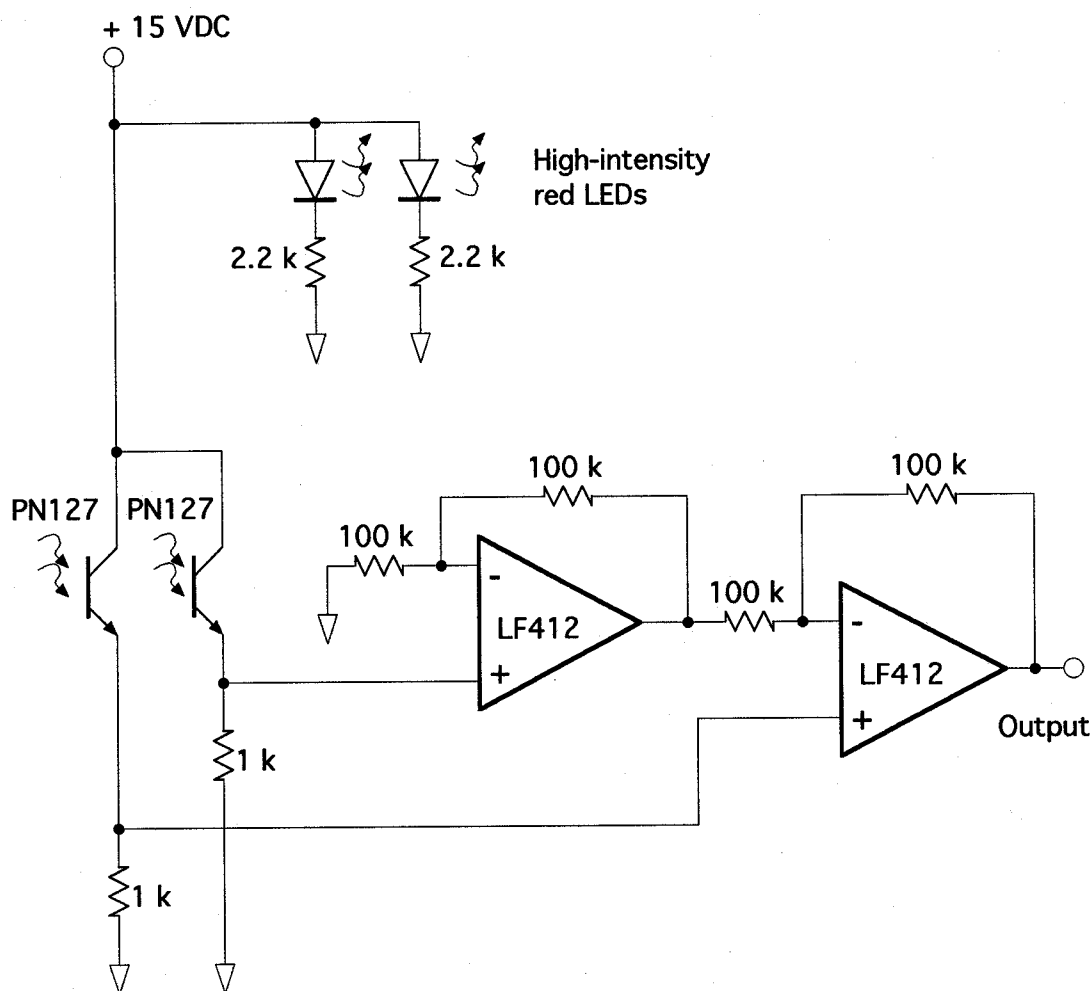 + 15 VDC
High-intensity
red LEDs
2.2 k
2.2 k
100 k
100 k
PN127
PN127
100 k
100 k
-
-
LF412
LF412
+
+
Output
1 k
1 k